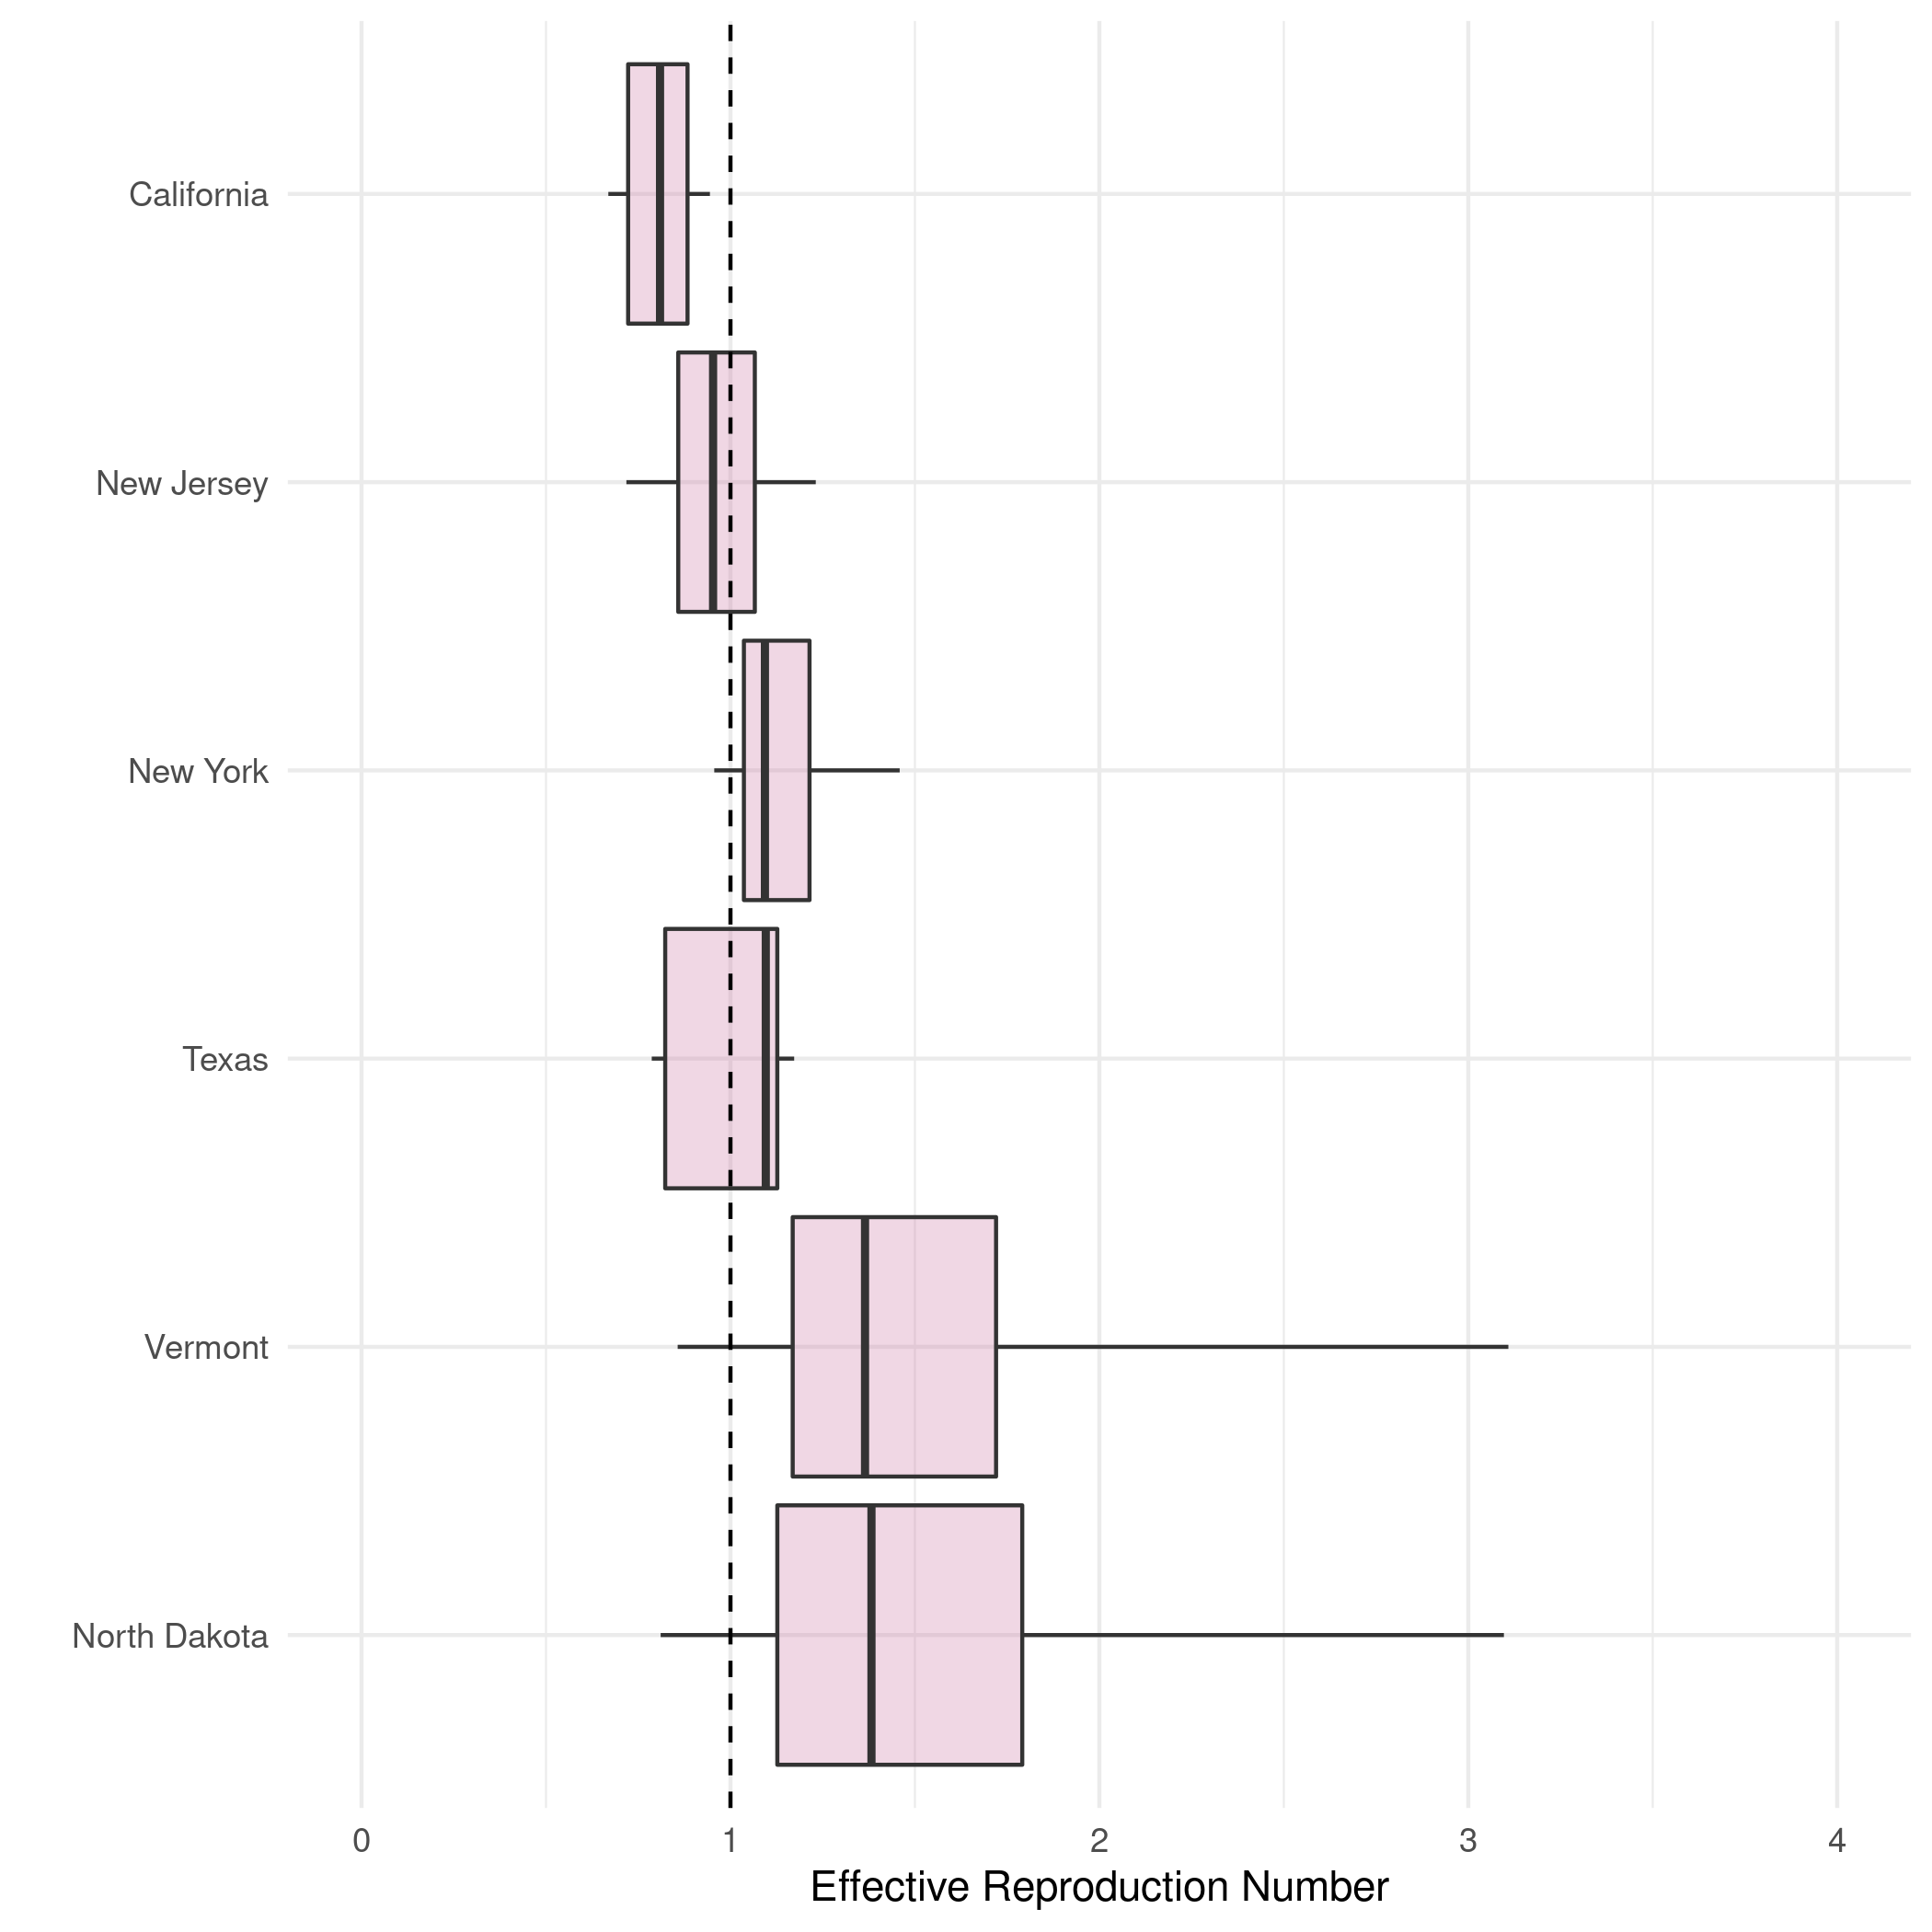 California
New Jersey
New York
Texas
Vermont
North Dakota
0 1 2 3 4
Effective Reproduction Number